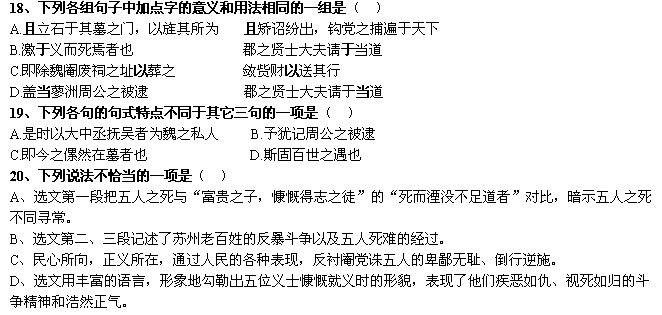 18、下列各组句子中加点字的意义和用法相同的一组是（ ）
A.且立石于其墓之门，以旌其所为 且矫诏纷出，钩党之捕遍于天下
B.激于义而死焉者也 郡之贤士大夫请于当道
C.即除魏阉废祠之址以葬之 敛赀财以送其行
D.盖当蓼洲周公之被逮 郡之贤士大夫请于当道
19、下列各句的句式特点不同于其它三句的一项是（ ）
A.是时以大中丞抚吴者为魏之私人 B.予犹记周公之被逮
C.即今之傫然在墓者也 D.斯固百世之遇也
20、下列说法不恰当的一项是（ ）
A、选文第一段把五人之死与“富贵之子，慷慨得志之徒”的“死而湮没不足道者”对比，暗示五人之死
不同寻常。
B、选文第二、三段记述了苏州老百姓的反暴斗争以及五人死难的经过。
C、民心所向，正义所在，通过人民的各种表现，反衬阉党诛五人的卑鄙无耻、倒行逆施。
D、选文用丰富的语言，形象地勾勒出五位义士慷慨就义时的形貌，表现了他们疾恶如仇、视死如归的斗
争精神和浩然正气。